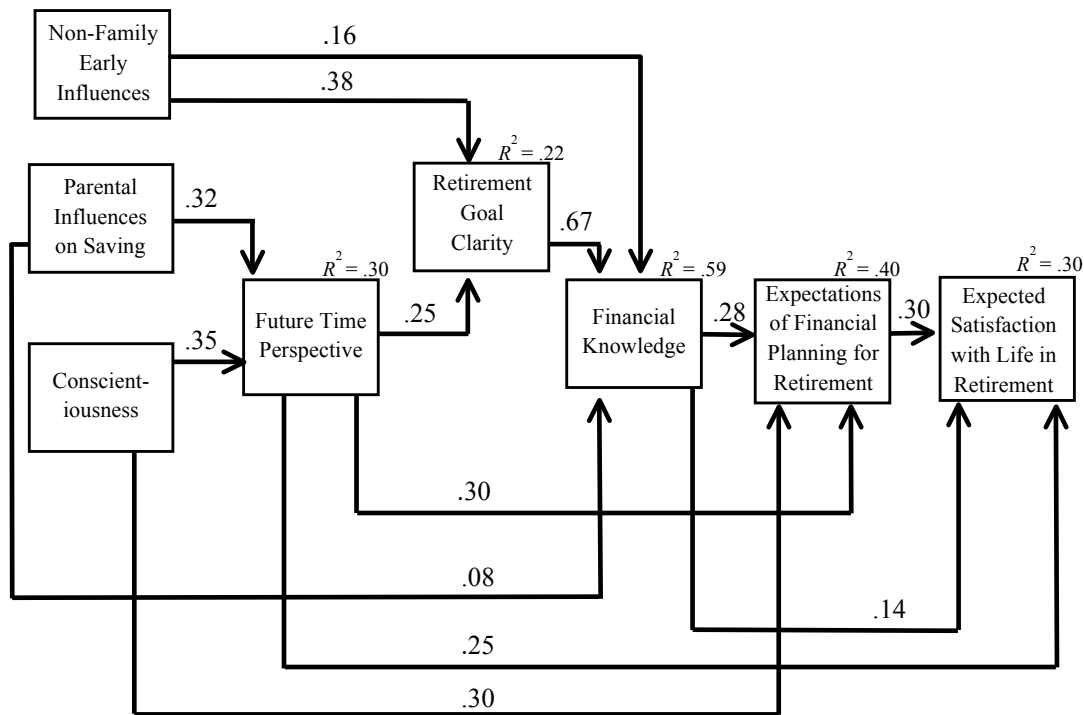 Non-Family
Early
Influences
.16
.38
Parental
Influences
on Saving
.32
R² = .22
Retirement
Goal
Clarity
.67
Conscient-
iousness
.35
R² = .30
Future Time
Perspective
.25
R² = .59
Financial
Knowledge
.28
R² = .40
Expectations
of Financial
Planning for
Retirement
.30
R² = .30
Expected
Satisfaction
with Life in
Retirement
.30
.08
.14
.25
.30